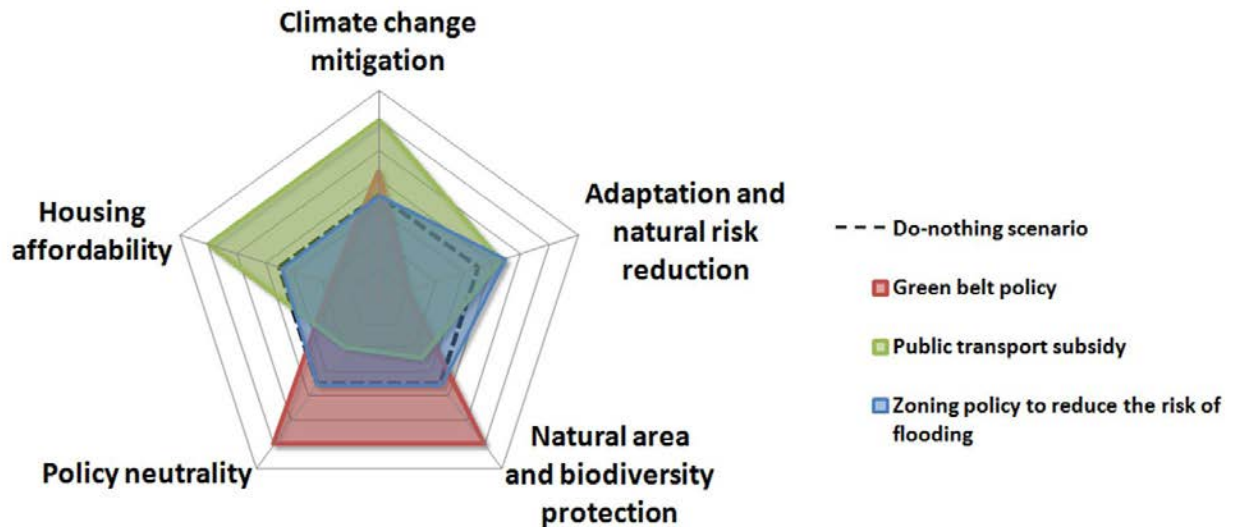 Climate change
mitigation
Adaptation and
natural risk
reduction
Housing
affordability
Policy neutrality
Natural area
and biodiversity
protection
Do-nothing scenario
Green belt policy
Public transport subsidy
Zoning policy to reduce the risk of
flooding